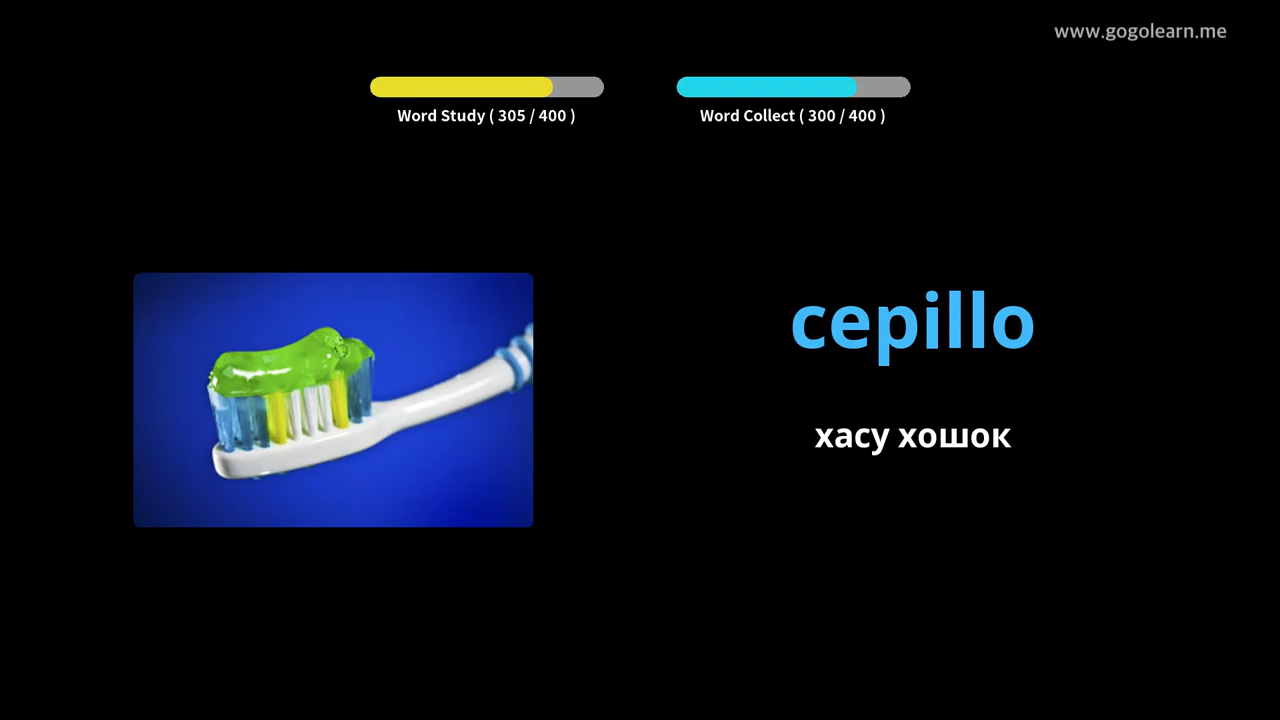 www.gogolearn.me
Word Study ( 305 / 400 )
Word Collect ( 300 / 400 )
cepillo
хасу хошок